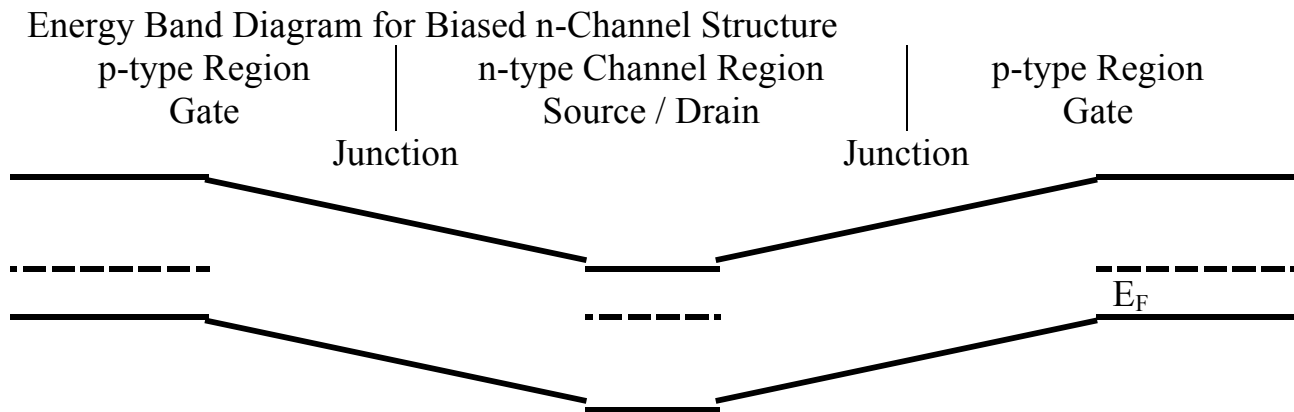 Energy Band Diagram for Biased n-Channel Structure
p-type Region
Gate
n-type Channel Region
Source / Drain
p-type Region
Gate
Junction
Junction
E_F